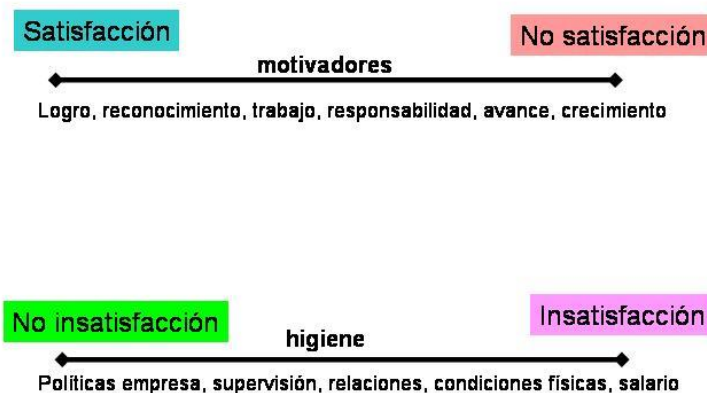 Satisfacción
No satisfacción
motivadores
Logro, reconocimiento, trabajo, responsabilidad, avance, crecimiento
No insatisfacción
Insatisfacción
higiene
Políticas empresa, supervisión, relaciones, condiciones físicas, salario